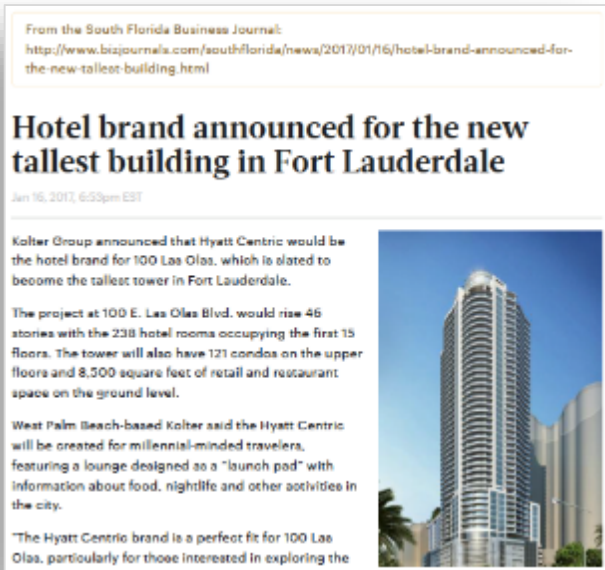 From the South Florida Business Journal:
http://www.bizjournals.com/southflorida/news/2017/01/16/hotel-brand-announced-for-
the-new-tallest-building.html
Hotel brand announced for the new
tallest building in Fort Lauderdale
Jan 16, 2017, 6:53pm EST
Kolter Group announced that Hyatt Centric would be
the hotel brand for 100 Las Olas, which is slated to
become the tallest tower in Fort Lauderdale.
The project at 100 E. Las Olas Blvd. would rise 46
stories with the 238 hotel rooms occupying the first 15
floors. The tower will also have 121 condos on the upper
floors and 8,500 square feet of retail and restaurant
space on the ground level.
West Palm Beach-based Kolter said the Hyatt Centric
will be created for millennial-minded travelers,
featuring a lounge designed as a "launch pad" with
information about food, nightlife and other activities in
the city.
"The Hyatt Centric brand is a perfect fit for 100 Las
Olas, particularly for those interested in exploring the